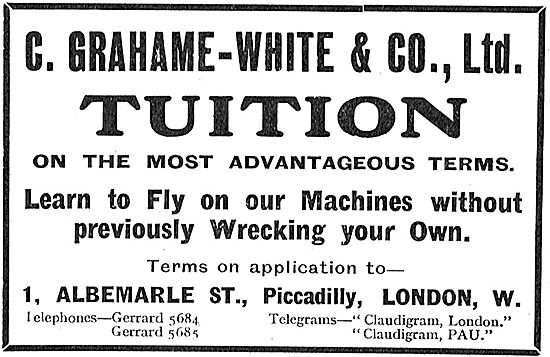 C. GRAHAME-WHITE & CO., Ltd.
TUITION
ON THE MOST ADVANTAGEOUS TERMS.
Learn to Fly on our Machines without
previously Wrecking your Own.
Terms on application to—
1, ALBEMARLE ST., Piccadilly, LONDON, W.
Telephones—Gerrard 5684 Telegrams—"Claudigram, London."
Gerrard 5685 "Claudigram, PAU."